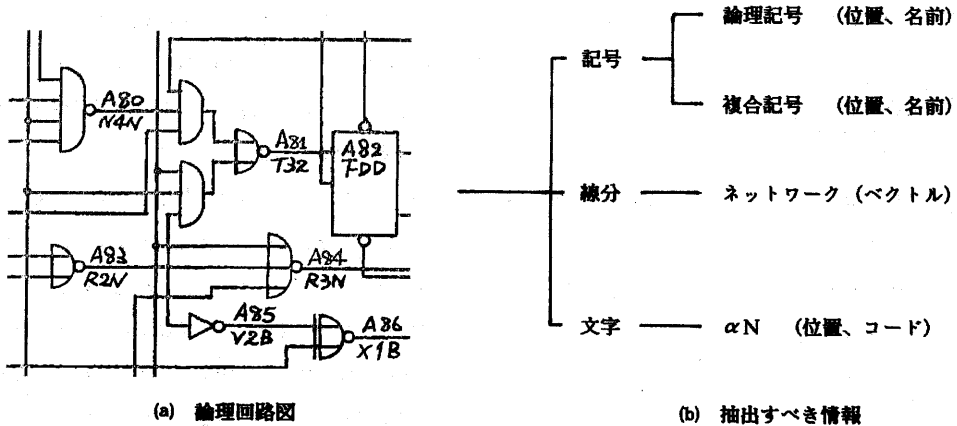 A80
N4N
A81
T32
A82
FDD
A83
R2N
A84
R3N
A85
V2B
A86
X1B
(a) 論理回路図
論理記号 (位置、名前)
記号
複合記号 (位置、名前)
線分 ネットワーク (ベクトル)
文字 αN (位置、コード)
(b) 抽出すべき情報